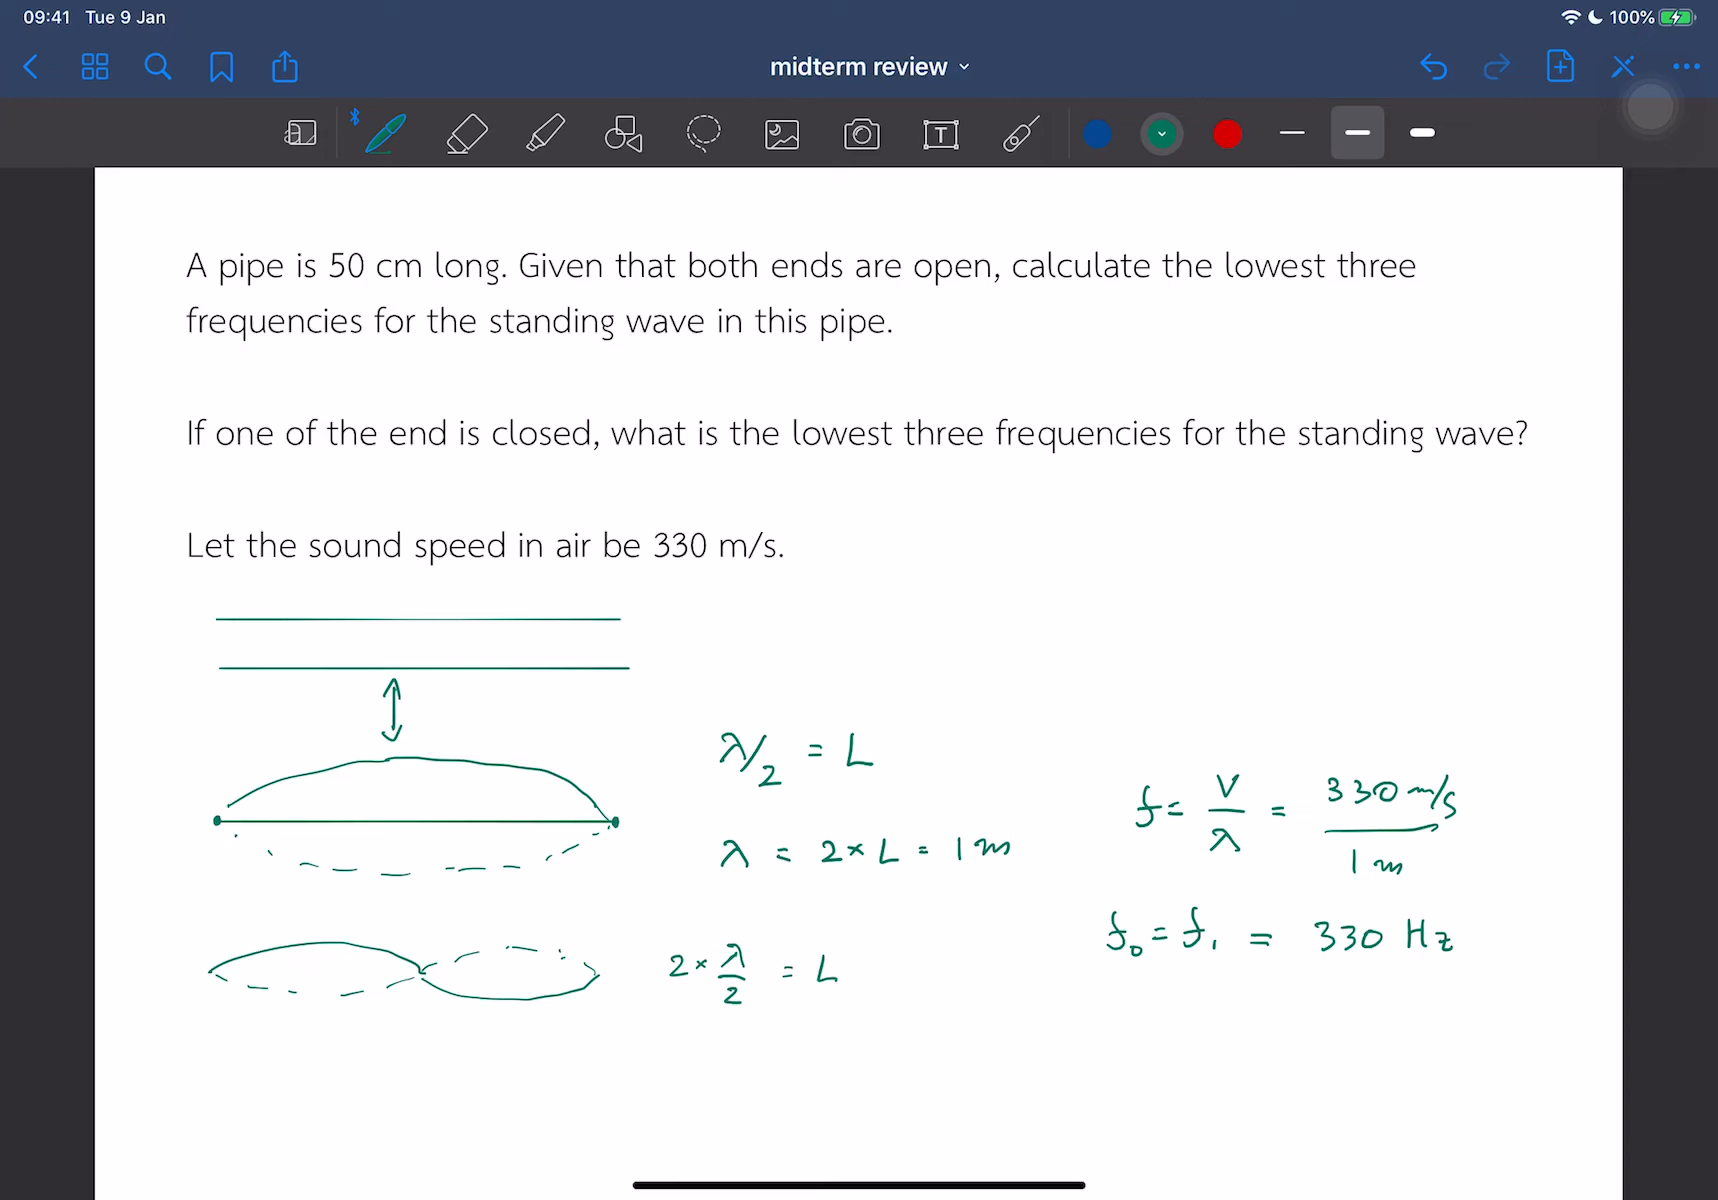 09:41 Tue 9 Jan 100%
midterm review
T
A pipe is 50 cm long. Given that both ends are open, calculate the lowest three
frequencies for the standing wave in this pipe.
If one of the end is closed, what is the lowest three frequencies for the standing wave?
Let the sound speed in air be 330 m/s.
λ/2 = L
λ = 2 × L = 1 m
f = V/λ = 330 m/s / 1 m
f₀ = f₁ = 330 Hz
2 × λ/2 = L